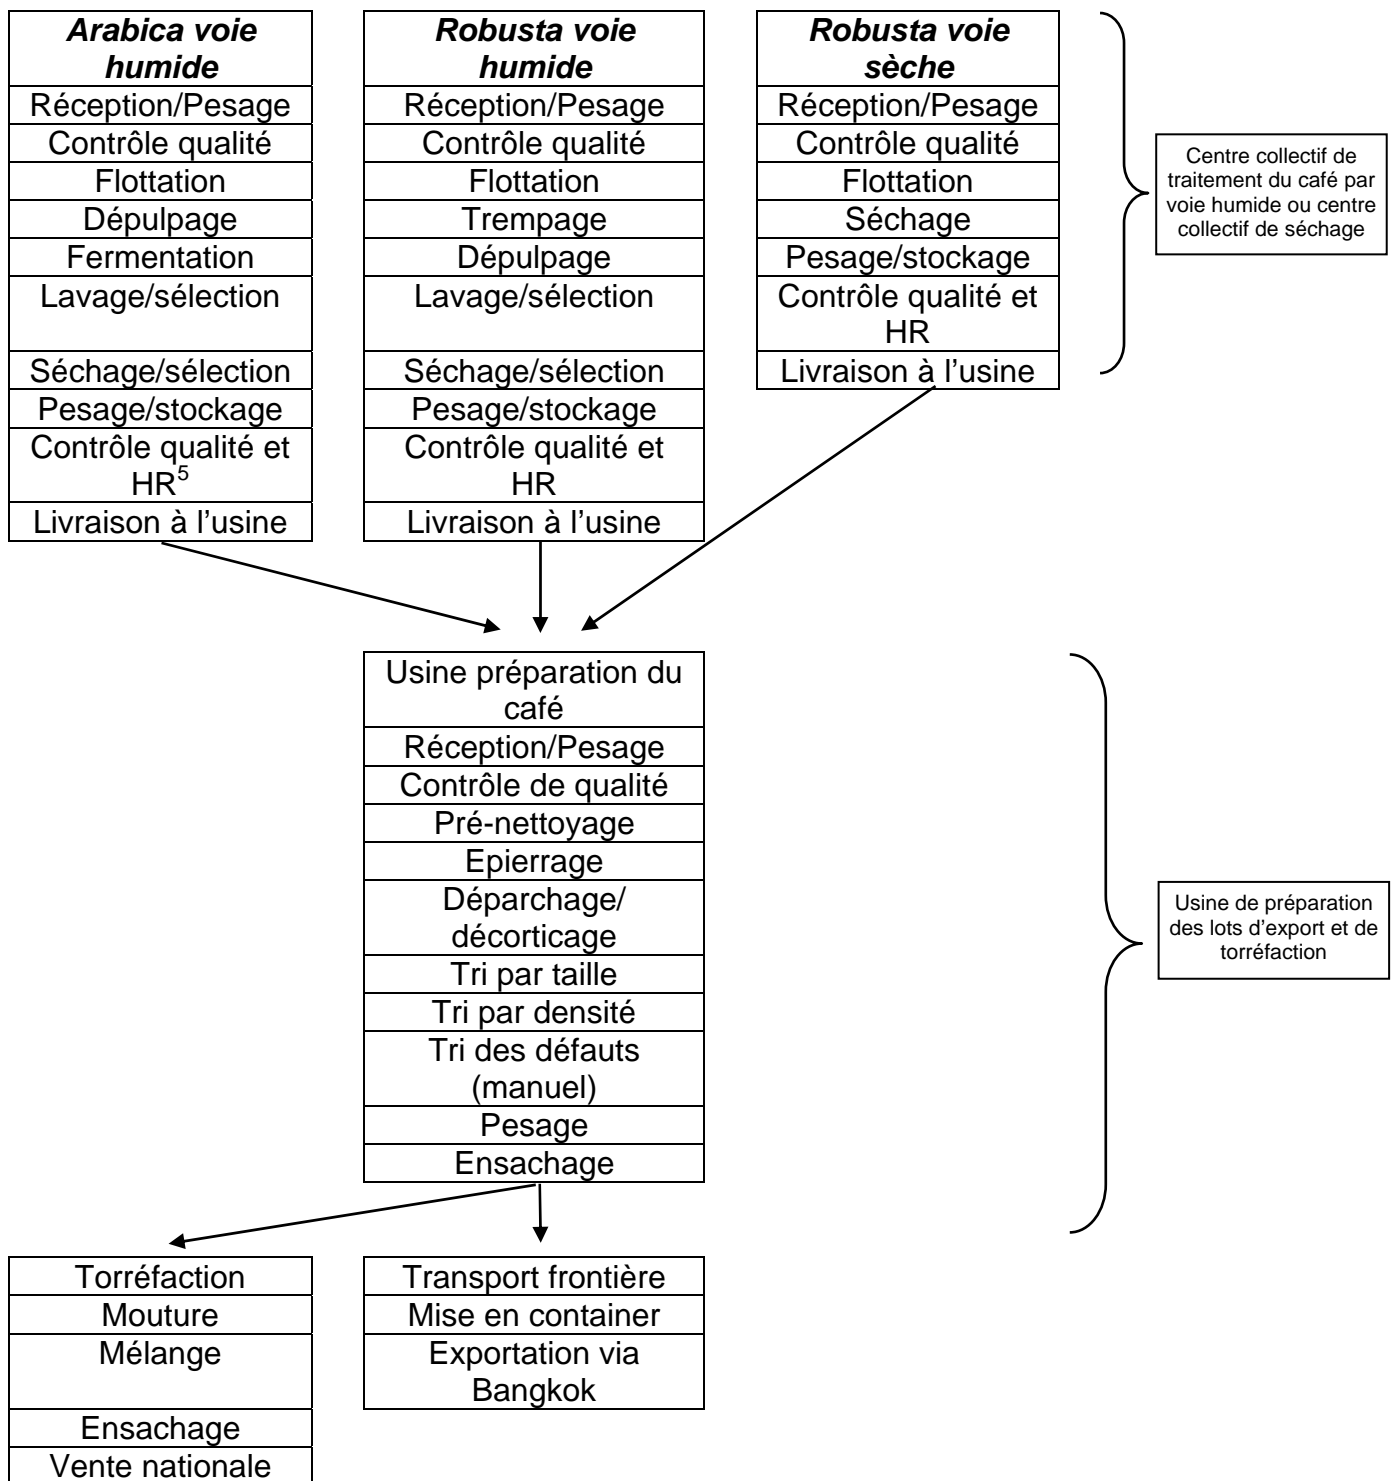 Arabica voie
humide
Réception/Pesage
Contrôle qualité
Flottation
Dépulpage
Fermentation
Lavage/sélection
Séchage/sélection
Pesage/stockage
Contrôle qualité et
HR5
Livraison à l’usine
Robusta voie
humide
Réception/Pesage
Contrôle qualité
Flottation
Trempage
Dépulpage
Lavage/sélection
Séchage/sélection
Pesage/stockage
Contrôle qualité et
HR
Livraison à l’usine
Robusta voie
sèche
Réception/Pesage
Contrôle qualité
Flottation
Séchage
Pesage/stockage
Contrôle qualité et
HR
Livraison à l’usine
Centre collectif de
traitement du café par
voie humide ou centre
collectif de séchage
Usine préparation du
café
Réception/Pesage
Contrôle de qualité
Pré-nettoyage
Epierrage
Déparchage/
décorticage
Tri par taille
Tri par densité
Tri des défauts
(manuel)
Pesage
Ensachage
Usine de préparation
des lots d’export et de
torréfaction
Torréfaction
Mouture
Mélange
Ensachage
Vente nationale
Transport frontière
Mise en container
Exportation via
Bangkok